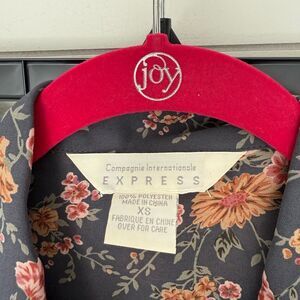 joy
Compagnie Internationale
EXPRESS
100% POLYESTER
MADE IN CHINA
XS
FABRIQUE EN CHINE
OVER FOR CARE